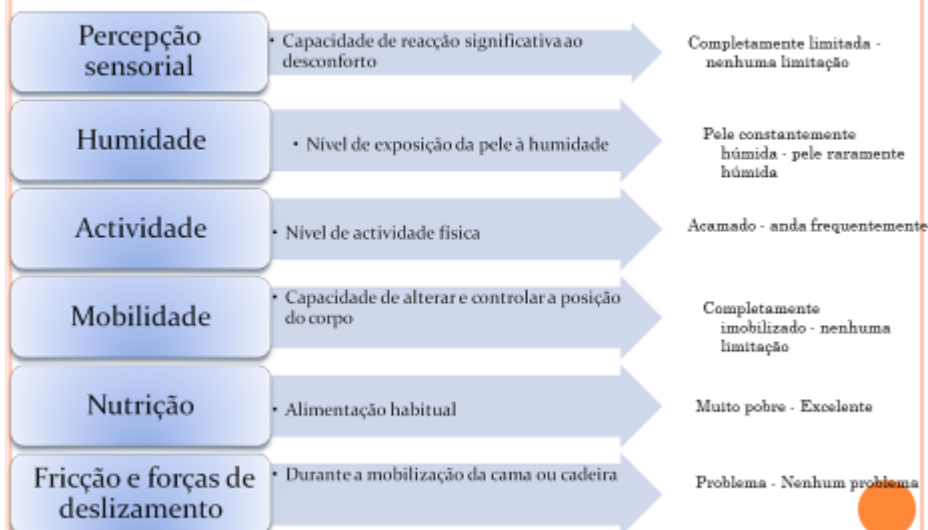 Percepção
sensorial
• Capacidade de reacção significativa ao
desconforto
Completamente limitada -
nenhuma limitação
Humidade
• Nível de exposição da pele à humidade
Pele constantemente
húmida - pele raramente
húmida
Actividade
• Nível de actividade física
Acamado - anda frequentemente
Mobilidade
• Capacidade de alterar e controlar a posição
do corpo
Completamente
imobilizado - nenhuma
limitação
Nutrição
• Alimentação habitual
Muito pobre - Excelente
Fricção e forças de
deslizamento
• Durante a mobilização da cama ou cadeira
Problema - Nenhum problema